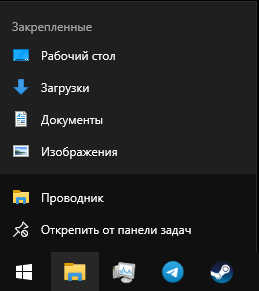 Закрепленные
Рабочий стол
Загрузки
Документы
Изображения
Проводник
Открепить от панели задач